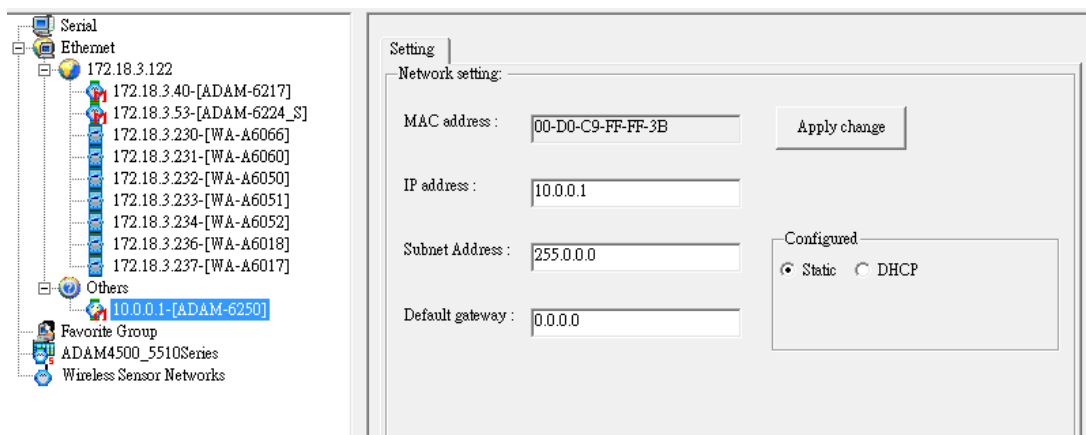 Serial
Ethernet
172.18.3.122
172.18.3.40-[ADAM-6217]
172.18.3.53-[ADAM-6224_S]
172.18.3.230-[WA-A6066]
172.18.3.231-[WA-A6060]
172.18.3.232-[WA-A6050]
172.18.3.233-[WA-A6051]
172.18.3.234-[WA-A6052]
172.18.3.236-[WA-A6018]
172.18.3.237-[WA-A6017]
Others
10.0.0.1-[ADAM-6250]
Favorite Group
ADAM4500_5510Series
Wireless Sensor Networks
Setting
Network setting:
MAC address : 00-D0-C9-FF-FF-3B
Apply change
IP address : 10.0.0.1
Subnet Address : 255.0.0.0
Default gateway : 0.0.0.0
Configured
Static DHCP